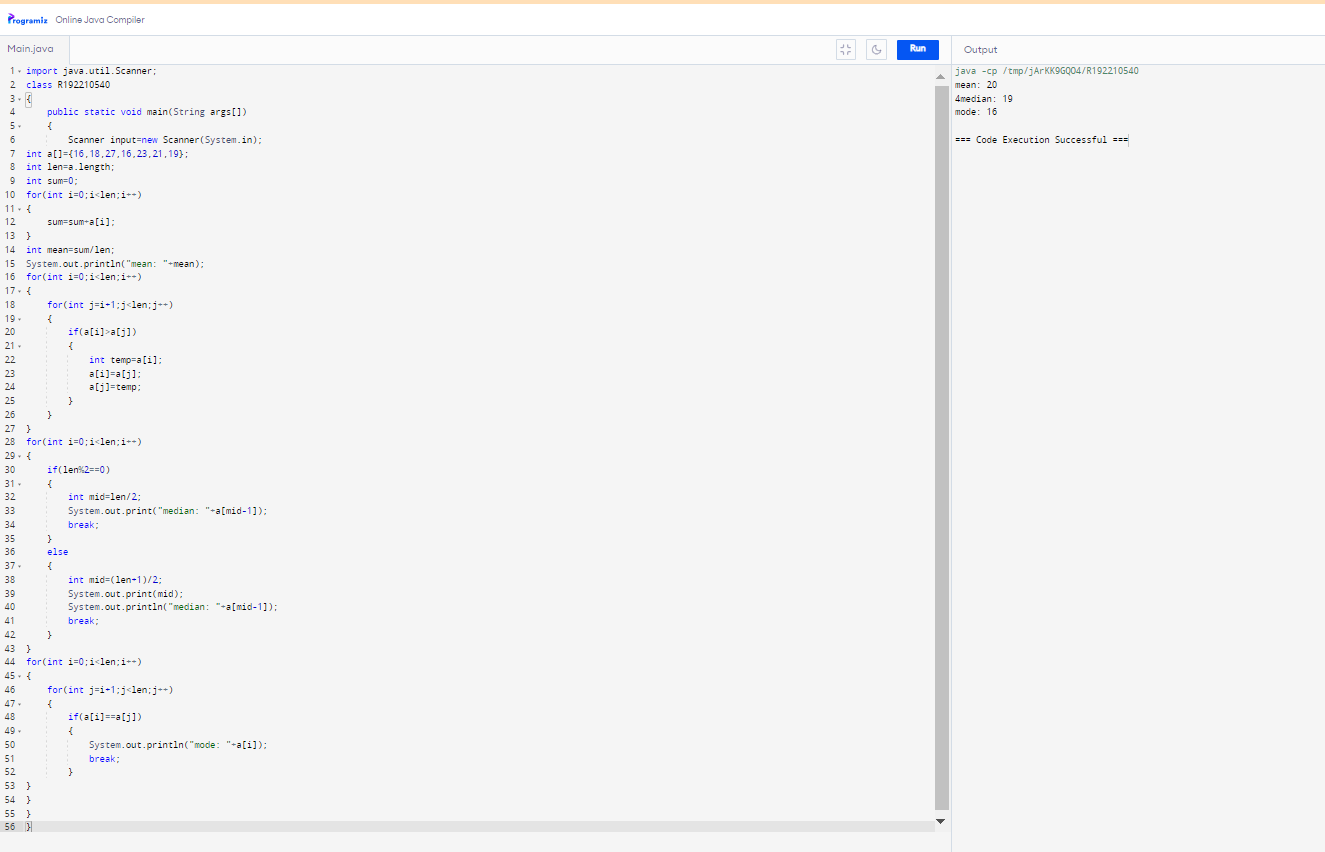 Programiz Online Java Compiler
Main.java
Run
Output
1 import java.util.Scanner;
2 class R192210540
3 {
4 public static void main(String args[])
5 {
6 Scanner input=new Scanner(System.in);
7 int a[]={16,18,27,16,23,21,19};
8 int len=a.length;
9 int sum=0;
10 for(int i=0;i<len;i++)
11 {
12 sum=sum+a[i];
13 }
14 int mean=sum/len;
15 System.out.println("mean: "+mean);
16 for(int i=0;i<len;i++)
17 {
18 for(int j=i+1;j<len;j++)
19 {
20 if(a[i]>a[j])
21 {
22 int temp=a[i];
23 a[i]=a[j];
24 a[j]=temp;
25 }
26 }
27 }
28 for(int i=0;i<len;i++)
29 {
30 if(len%2==0)
31 {
32 int mid=len/2;
33 System.out.print("median: "+a[mid-1]);
34 break;
35 }
36 else
37 {
38 int mid=(len+1)/2;
39 System.out.print(mid);
40 System.out.println("median: "+a[mid-1]);
41 break;
42 }
43 }
44 for(int i=0;i<len;i++)
45 {
46 for(int j=i+1;j<len;j++)
47 {
48 if(a[i]==a[j])
49 {
50 System.out.println("mode: "+a[i]);
51 break;
52 }
53 }
54 }
55 }
56 }
java -cp /tmp/jArKK9GQO4/R192210540
mean: 20
4median: 19
mode: 16
=== Code Execution Successful ===